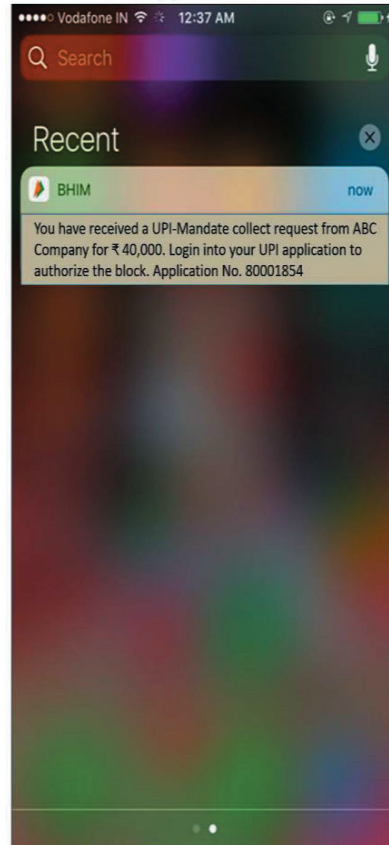 Vodafone IN 12:37 AM
Search
Recent
BHIM now
You have received a UPI-Mandate collect request from ABC
Company for ₹ 40,000. Login into your UPI application to
authorize the block. Application No. 80001854